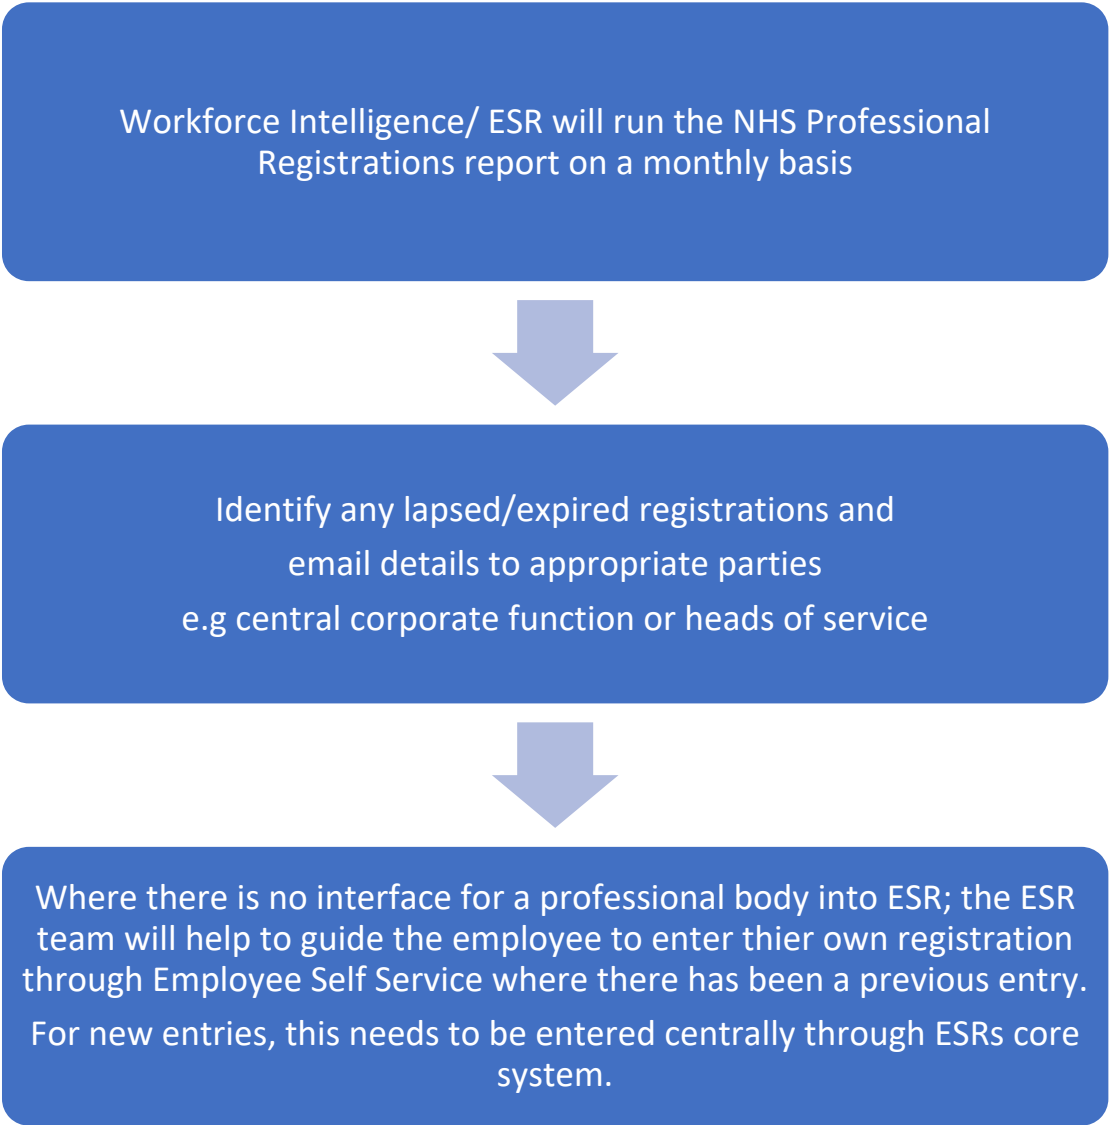 Workforce Intelligence/ ESR will run the NHS Professional
Registrations report on a monthly basis
Identify any lapsed/expired registrations and
email details to appropriate parties
e.g central corporate function or heads of service
Where there is no interface for a professional body into ESR; the ESR
team will help to guide the employee to enter thier own registration
through Employee Self Service where there has been a previous entry.
For new entries, this needs to be entered centrally through ESRs core
system.